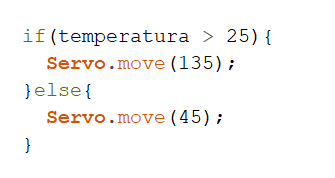 if(temperatura > 25){
  Servo.move(135);
}else{
  Servo.move(45);
}